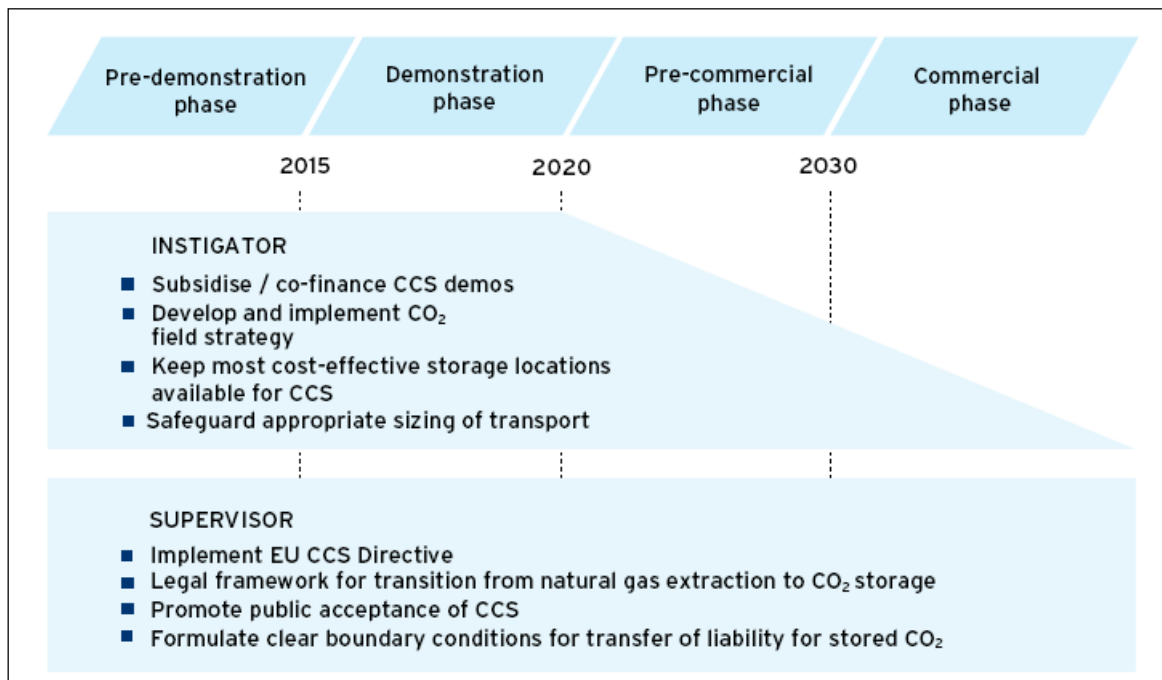 Pre-demonstration
phase
Demonstration
phase
Pre-commercial
phase
Commercial
phase
2015
2020
2030
INSTIGATOR
■ Subsidise / co-finance CCS demos
■ Develop and implement CO₂
field strategy
■ Keep most cost-effective storage locations
available for CCS
■ Safeguard appropriate sizing of transport
SUPERVISOR
■ Implement EU CCS Directive
■ Legal framework for transition from natural gas extraction to CO₂ storage
■ Promote public acceptance of CCS
■ Formulate clear boundary conditions for transfer of liability for stored CO₂